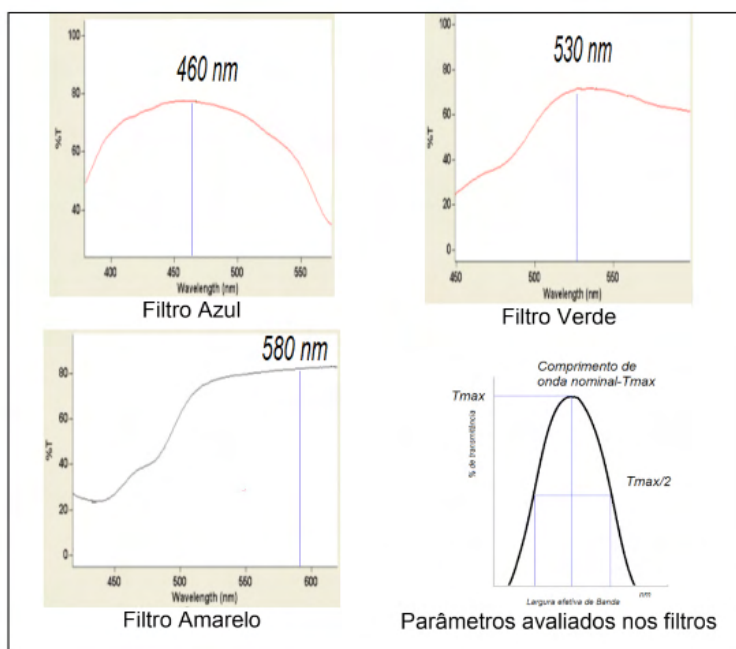 100-
80-
60-
40-
%T
460 nm
400
450
500
550
Wavelength (nm)
Filtro Azul
100-
80-
60-
40-
20-
0-
%T
530 nm
450
500
550
Wavelength (nm)
Filtro Verde
80-
60-
40-
20-
0-
%T
580 nm
450
500
550
600
Wavelength (nm)
Filtro Amarelo
Comprimento de
onda nominal-Tmax
Tmax
% de transmitância
Tmax/2
Largura efetiva de Banda
nm
Parâmetros avaliados nos filtros